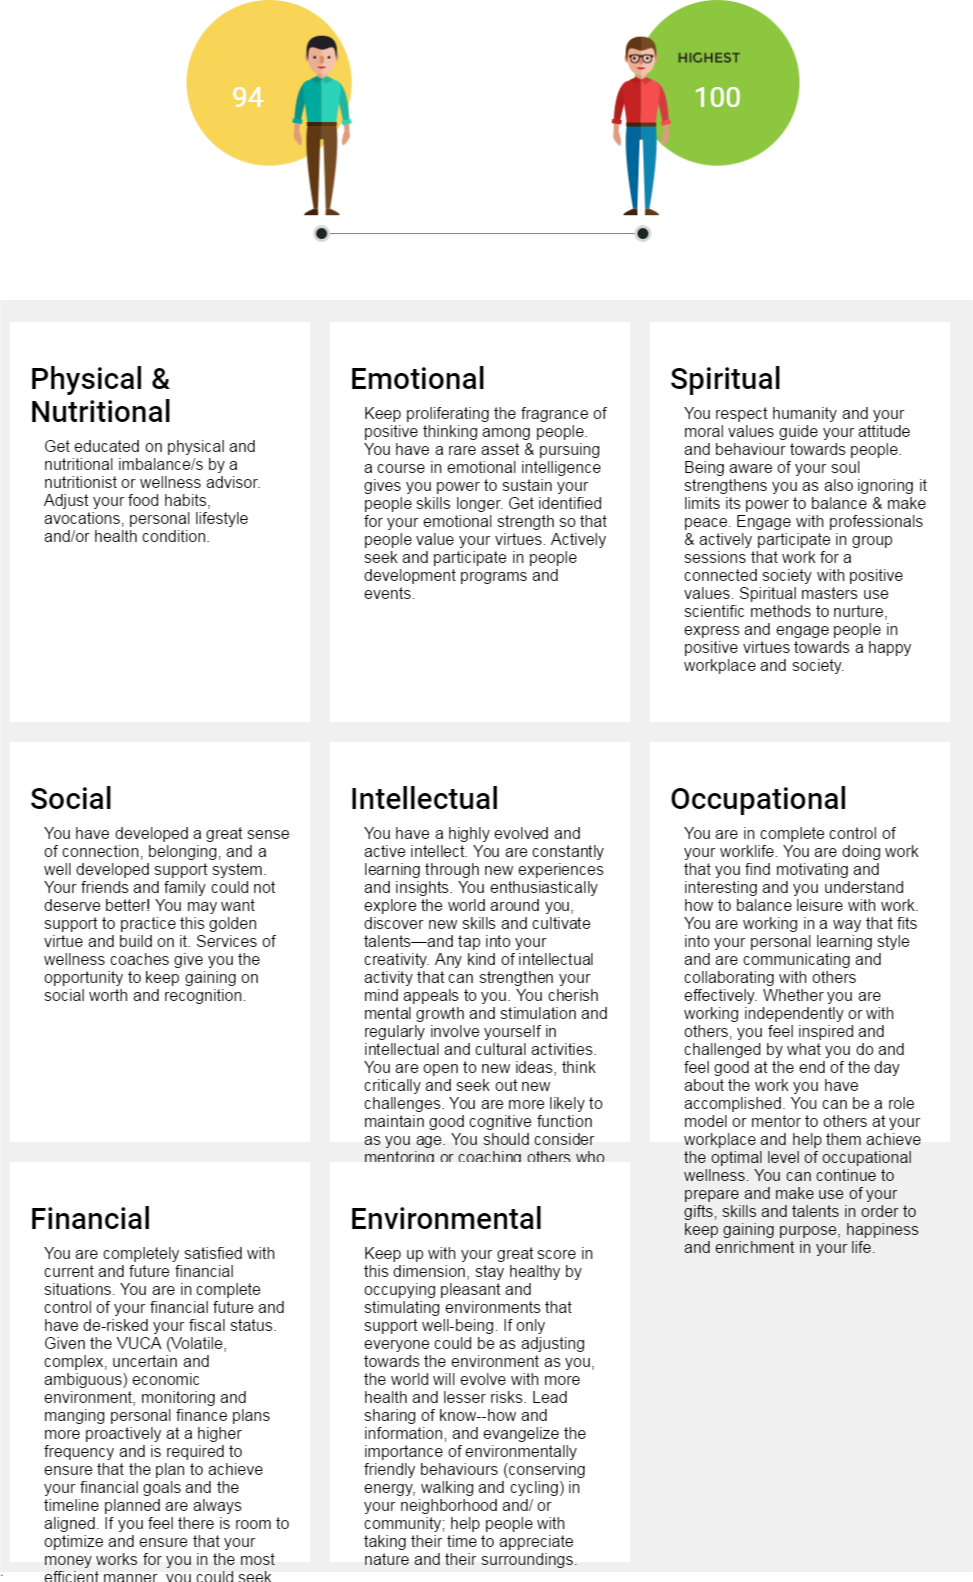 94
HIGHEST
100
Physical &
Nutritional
Get educated on physical and
nutritional imbalance/s by a
nutritionist or wellness advisor.
Adjust your food habits,
avocations, personal lifestyle
and/or health condition.
Emotional
Keep proliferating the fragrance of
positive thinking among people.
You have a rare asset & pursuing
a course in emotional intelligence
gives you power to sustain your
people skills longer. Get identified
for your emotional strength so that
people value your virtues. Actively
seek and participate in people
development programs and
events.
Spiritual
You respect humanity and your
moral values guide your attitude
and behaviour towards people.
Being aware of your soul
strengthens you as also ignoring it
limits its power to balance & make
peace. Engage with professionals
& actively participate in group
sessions that work for a
connected society with positive
values. Spiritual masters use
scientific methods to nurture,
express and engage people in
positive virtues towards a happy
workplace and society.
Social
You have developed a great sense
of connection, belonging, and a
well developed support system.
Your friends and family could not
deserve better! You may want
support to practice this golden
virtue and build on it. Services of
wellness coaches give you the
opportunity to keep gaining on
social worth and recognition.
Intellectual
You have a highly evolved and
active intellect. You are constantly
learning through new experiences
and insights. You enthusiastically
explore the world around you,
discover new skills and cultivate
talents—and tap into your
creativity. Any kind of intellectual
activity that can strengthen your
mind appeals to you. You cherish
mental growth and stimulation and
regularly involve yourself in
intellectual and cultural activities.
You are open to new ideas, think
critically and seek out new
challenges. You are more likely to
maintain good cognitive function
as you age. You should consider
mentoring or coaching others who
Occupational
You are in complete control of
your worklife. You are doing work
that you find motivating and
interesting and you understand
how to balance leisure with work.
You are working in a way that fits
into your personal learning style
and are communicating and
collaborating with others
effectively. Whether you are
working independently or with
others, you feel inspired and
challenged by what you do and
feel good at the end of the day
about the work you have
accomplished. You can be a role
model or mentor to others at your
workplace and help them achieve
the optimal level of occupational
wellness. You can continue to
prepare and make use of your
gifts, skills and talents in order to
keep gaining purpose, happiness
and enrichment in your life.
Financial
You are completely satisfied with
current and future financial
situations. You are in complete
control of your financial future and
have de-risked your fiscal status.
Given the VUCA (Volatile,
complex, uncertain and
ambiguous) economic
environment, monitoring and
manging personal finance plans
more proactively at a higher
frequency and is required to
ensure that the plan to achieve
your financial goals and the
timeline planned are always
aligned. If you feel there is room to
optimize and ensure that your
money works for you in the most
efficient manner, you could seek
Environmental
Keep up with your great score in
this dimension, stay healthy by
occupying pleasant and
stimulating environments that
support well-being. If only
everyone could be as adjusting
towards the environment as you,
the world will evolve with more
health and lesser risks. Lead
sharing of know--how and
information, and evangelize the
importance of environmentally
friendly behaviours (conserving
energy, walking and cycling) in
your neighborhood and/ or
community; help people with
taking their time to appreciate
nature and their surroundings.